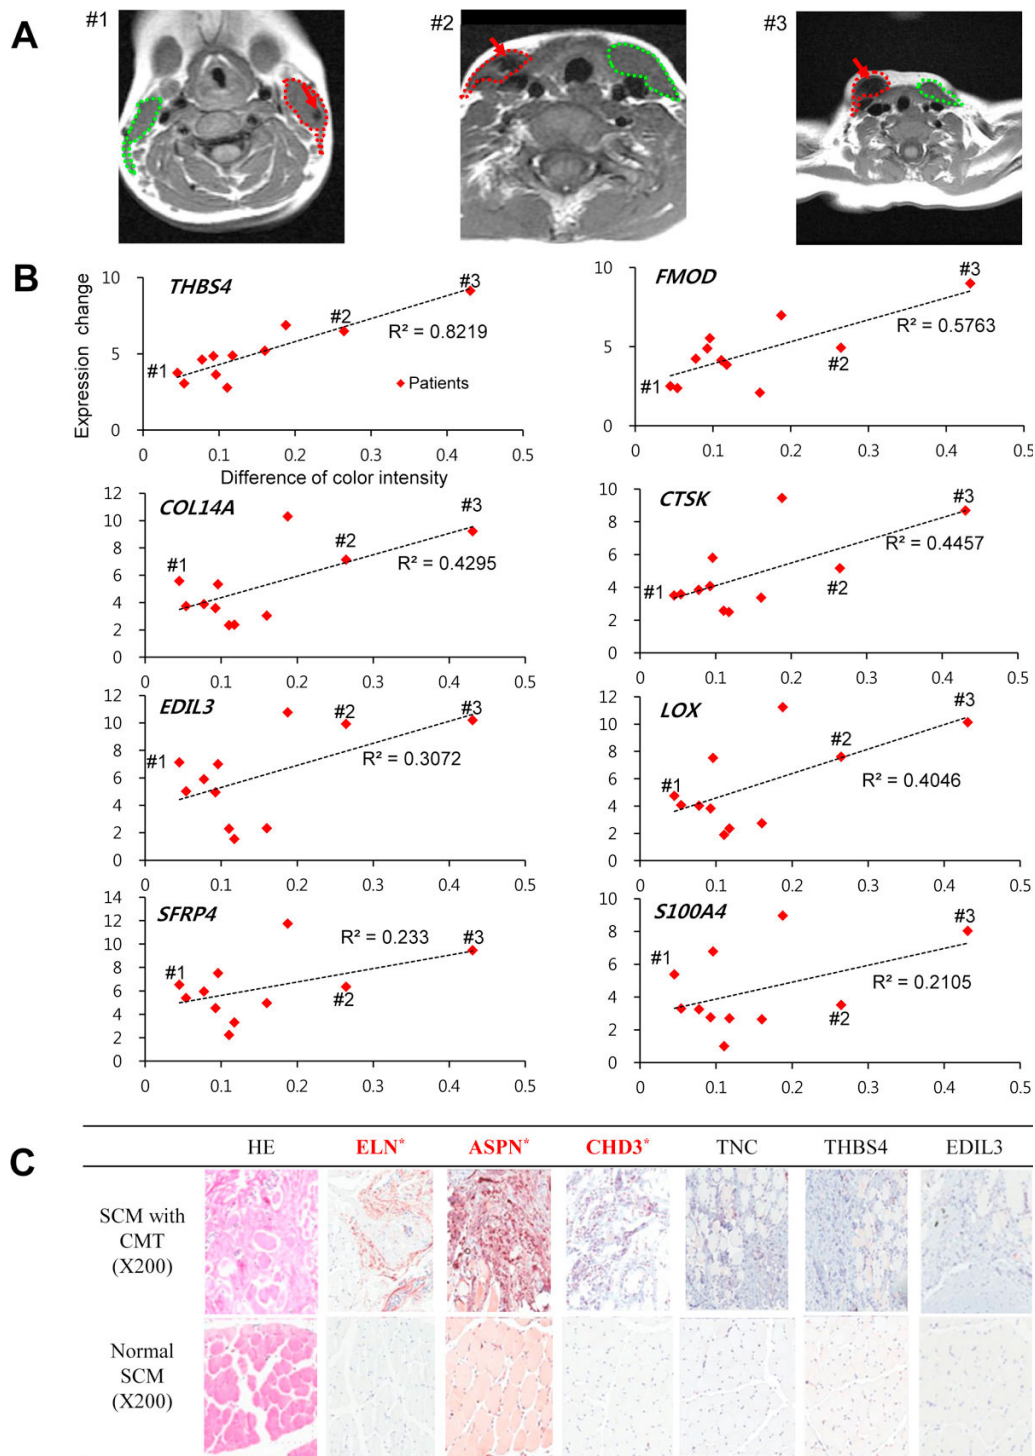 A
#1
#2
#3
B
THBS4
Expression change
10
5
0
0 0.1 0.2 0.3 0.4 0.5
Difference of color intensity
#1
#2
#3
R² = 0.8219
Patients
FMOD
10
5
0
0 0.1 0.2 0.3 0.4 0.5
#1
#2
#3
R² = 0.5763
COL14A
12
10
8
6
4
2
0
0 0.1 0.2 0.3 0.4 0.5
#1
#2
#3
R² = 0.4295
CTSK
10
8
6
4
2
0
0 0.1 0.2 0.3 0.4 0.5
#1
#2
#3
R² = 0.4457
EDIL3
12
10
8
6
4
2
0
0 0.1 0.2 0.3 0.4 0.5
#1
#2
#3
R² = 0.3072
LOX
12
10
8
6
4
2
0
0 0.1 0.2 0.3 0.4 0.5
#1
#2
#3
R² = 0.4046
SFRP4
14
12
10
8
6
4
2
0
0 0.1 0.2 0.3 0.4 0.5
#1
#2
#3
R² = 0.233
S100A4
10
8
6
4
2
0
0 0.1 0.2 0.3 0.4 0.5
#1
#2
#3
R² = 0.2105
C
HE ELN* ASPN* CHD3* TNC THBS4 EDIL3
SCM with
CMT
(X200)
Normal
SCM
(X200)